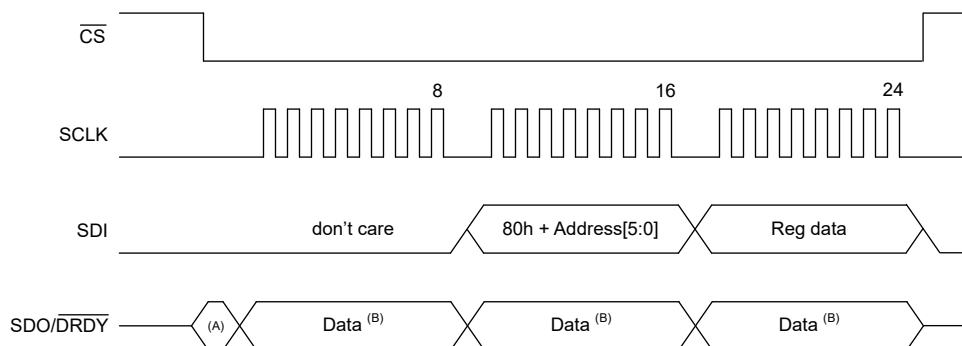 CS
8 16 24
SCLK
SDI don't care 80h + Address[5:0] Reg data
SDO/DRDY (A) Data (B) Data (B) Data (B)